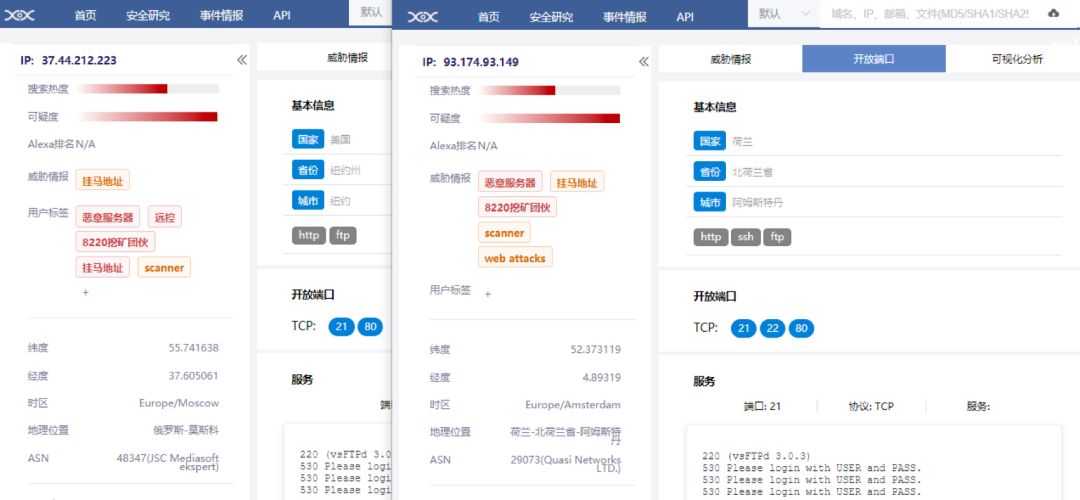 首页 安全研究 事件情报 API 默认
IP: 37.44.212.223
搜索热度
可疑度
Alexa排名N/A
威胁情报 挂马地址
用户标签 恶意服务器 远控
8220挖矿团伙
挂马地址 scanner
+
纬度 55.741638
经度 37.605061
时区 Europe/Moscow
地理位置 俄罗斯-莫斯科
ASN 48347(JSC Mediasoft
ekspert)
威胁情报
基本信息
国家 美国
省份 纽约州
城市 纽约
http ftp
开放端口
TCP: 21 80
服务
220 (vsFTPd 3.0
530 Please logi
530 Please logi
530 Please logi
首页 安全研究 事件情报 API 默认 域名、IP、邮箱、文件(MD5/SHA1/SHA25
IP: 93.174.93.149
搜索热度
可疑度
Alexa排名N/A
威胁情报 恶意服务器 挂马地址
8220挖矿团伙
scanner
web attacks
用户标签 +
纬度 52.373119
经度 4.89319
时区 Europe/Amsterdam
地理位置 荷兰-北荷兰省-阿姆斯特
丹
ASN 29073(Quasi Networks
LTD.)
威胁情报 开放端口 可视化分析
基本信息
国家 荷兰
省份 北荷兰省
城市 阿姆斯特丹
http ssh ftp
开放端口
TCP: 21 22 80
服务
端口: 21 协议: TCP 服务:
220 (vsFTPd 3.0.3)
530 Please login with USER and PASS.
530 Please login with USER and PASS.
530 Please login with USER and PASS.